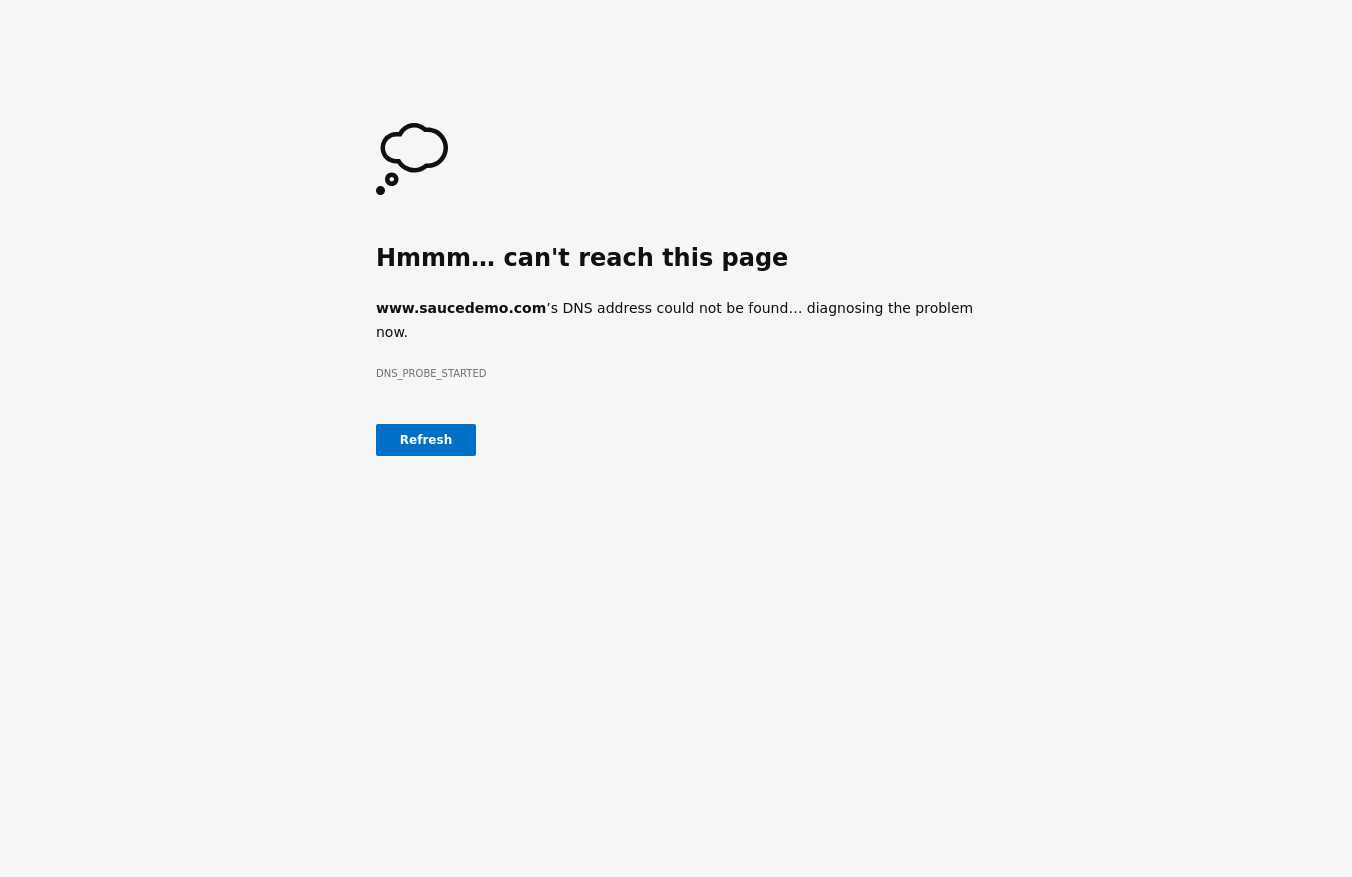 Hmmm… can't reach this page
www.saucedemo.com’s DNS address could not be found… diagnosing the problem
now.
DNS_PROBE_STARTED
Refresh